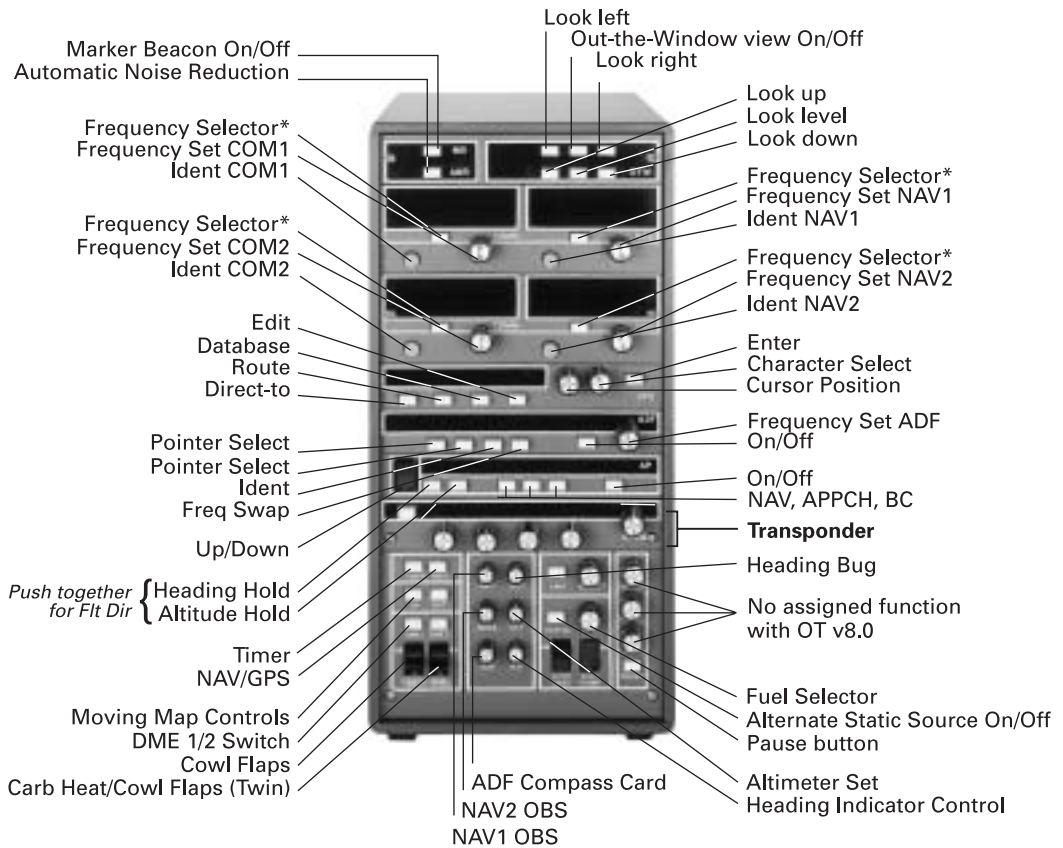 Look left
Out-the-Window view On/Off
Look right
Marker Beacon On/Off
Automatic Noise Reduction
Look up
Look level
Look down
Frequency Selector*
Frequency Set COM1
Ident COM1
Frequency Selector*
Frequency Set NAV1
Ident NAV1
Frequency Selector*
Frequency Set COM2
Ident COM2
Frequency Selector*
Frequency Set NAV2
Ident NAV2
Edit
Database
Route
Direct-to
Enter
Character Select
Cursor Position
Frequency Set ADF
On/Off
Pointer Select
Pointer Select
Ident
Freq Swap
On/Off
NAV, APPCH, BC
Transponder
Up/Down
Heading Bug
Push together
for Flt Dir
{
Heading Hold
Altitude Hold
No assigned function
with OT v8.0
Timer
NAV/GPS
Moving Map Controls
DME 1/2 Switch
Cowl Flaps
Carb Heat/Cowl Flaps (Twin)
Fuel Selector
Alternate Static Source On/Off
Pause button
Altimeter Set
Heading Indicator Control
ADF Compass Card
NAV2 OBS
NAV1 OBS